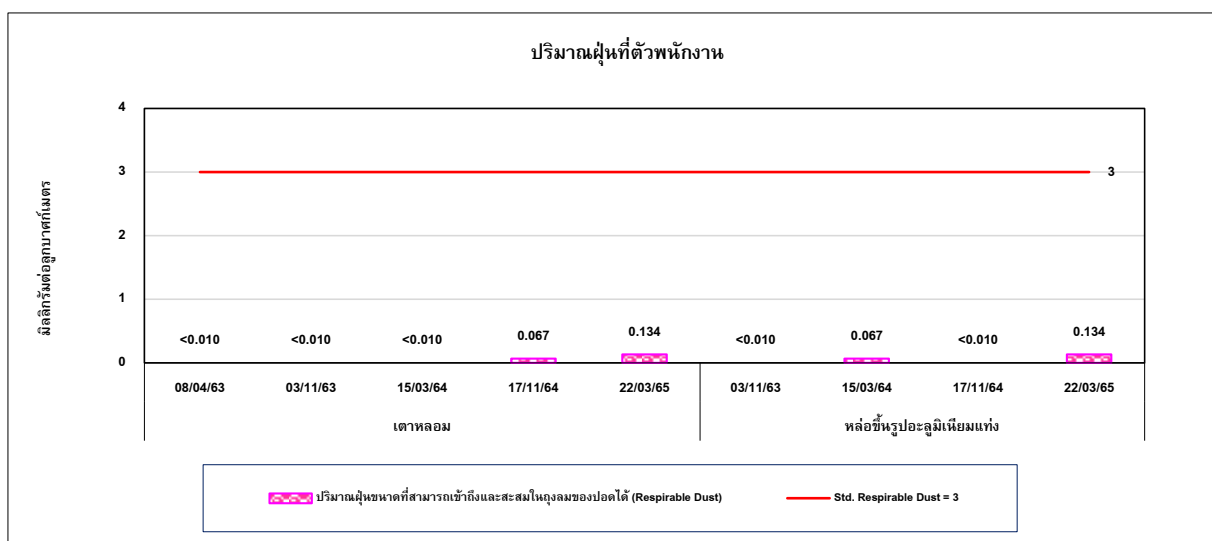 ปริมาณฝุ่นที่ตัวพนักงาน
มิลลิกรัมต่อลูกบาศก์เมตร
4
3
2
1
0
3
<0.010 <0.010 <0.010 0.067 0.134 <0.010 0.067 <0.010 0.134
08/04/63 03/11/63 15/03/64 17/11/64 22/03/65 03/11/63 15/03/64 17/11/64 22/03/65
เตาหลอม หล่อขึ้นรูปอะลูมิเนียมแท่ง
ปริมาณฝุ่นขนาดที่สามารถเข้าถึงและสะสมในถุงลมของปอดได้ (Respirable Dust) Std. Respirable Dust = 3